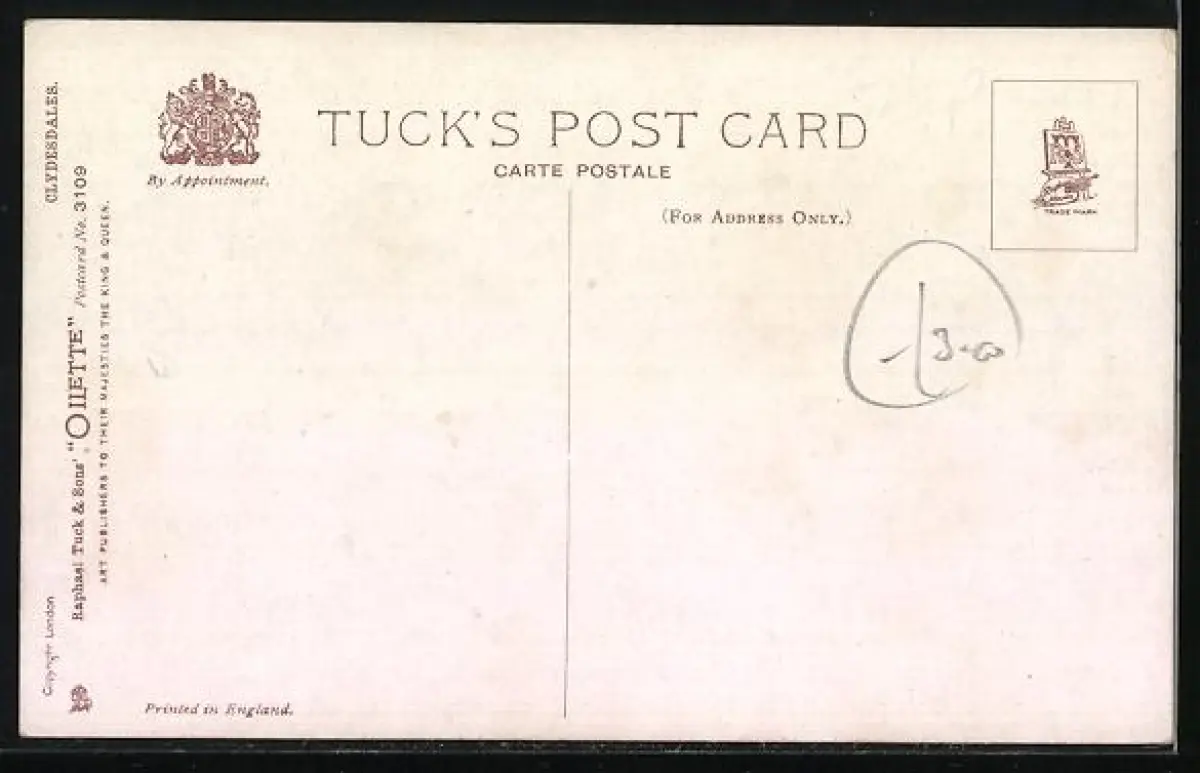 CLYDESDALES.
Copyright London
Raphael Tuck & Sons' "OILETTE" Postcard No. 3109
ART PUBLISHERS TO THEIR MAJESTIES THE KING & QUEEN.
By Appointment.
TUCK'S POST CARD
CARTE POSTALE
(FOR ADDRESS ONLY.)
TRADE MARK
Printed in England.